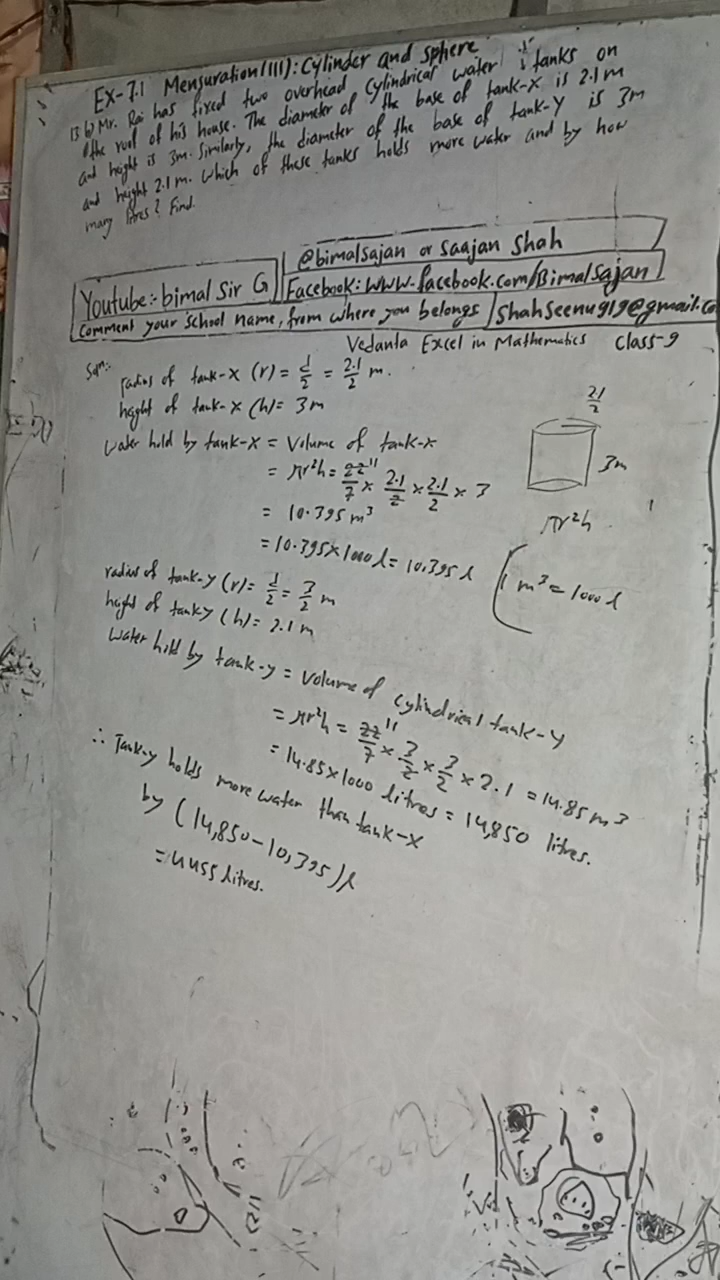 Ex-7.1 Mensuration(III): Cylinder and sphere
13 b) Mr. Rai has fixed two overhead cylindrical water tanks on
the roof of his house. The diameter of the base of tank-X is 2.1m
and height is 3m. Similarly, the diameter of the base of tank-Y is 3m
and height 2.1m. Which of these tanks holds more water and by how
many litres? Find.
@bimalsajan or Saajan Shah
Youtube:- bimal Sir G
Facebook: www.facebook.com/Bimalsajan
Comment your school name, from where you belongs
Shahseenu919@gmail.co
Vedanta Excel in Mathematics Class-9
Soln:-
radius of tank-X (r) = d/2 = 2.1/2 m.
height of tank-X (h) = 3m
Water hold by tank-X = Volume of tank-x
= πr²h = 22/7 11 × 2.1/2 × 2.1/2 × 3
= 10.395 m³
= 10.395×1000 l = 10,395 l
2.1/2
3m
πr²h
1 m³ = 1000 l
radius of tank-y (r) = d/2 = 3/2 m
height of tank y (h) = 2.1 m
Water hold by tank-y = Volume of cylindrical tank-Y
= πr²h = 22/7 11 × 3/2 × 3/2 × 2.1 = 14.85 m³
= 14.85×1000 litres = 14,850 litres.
∴ Tank-y holds more water than tank-X
by (14,850-10,395) l
= 4455 litres.